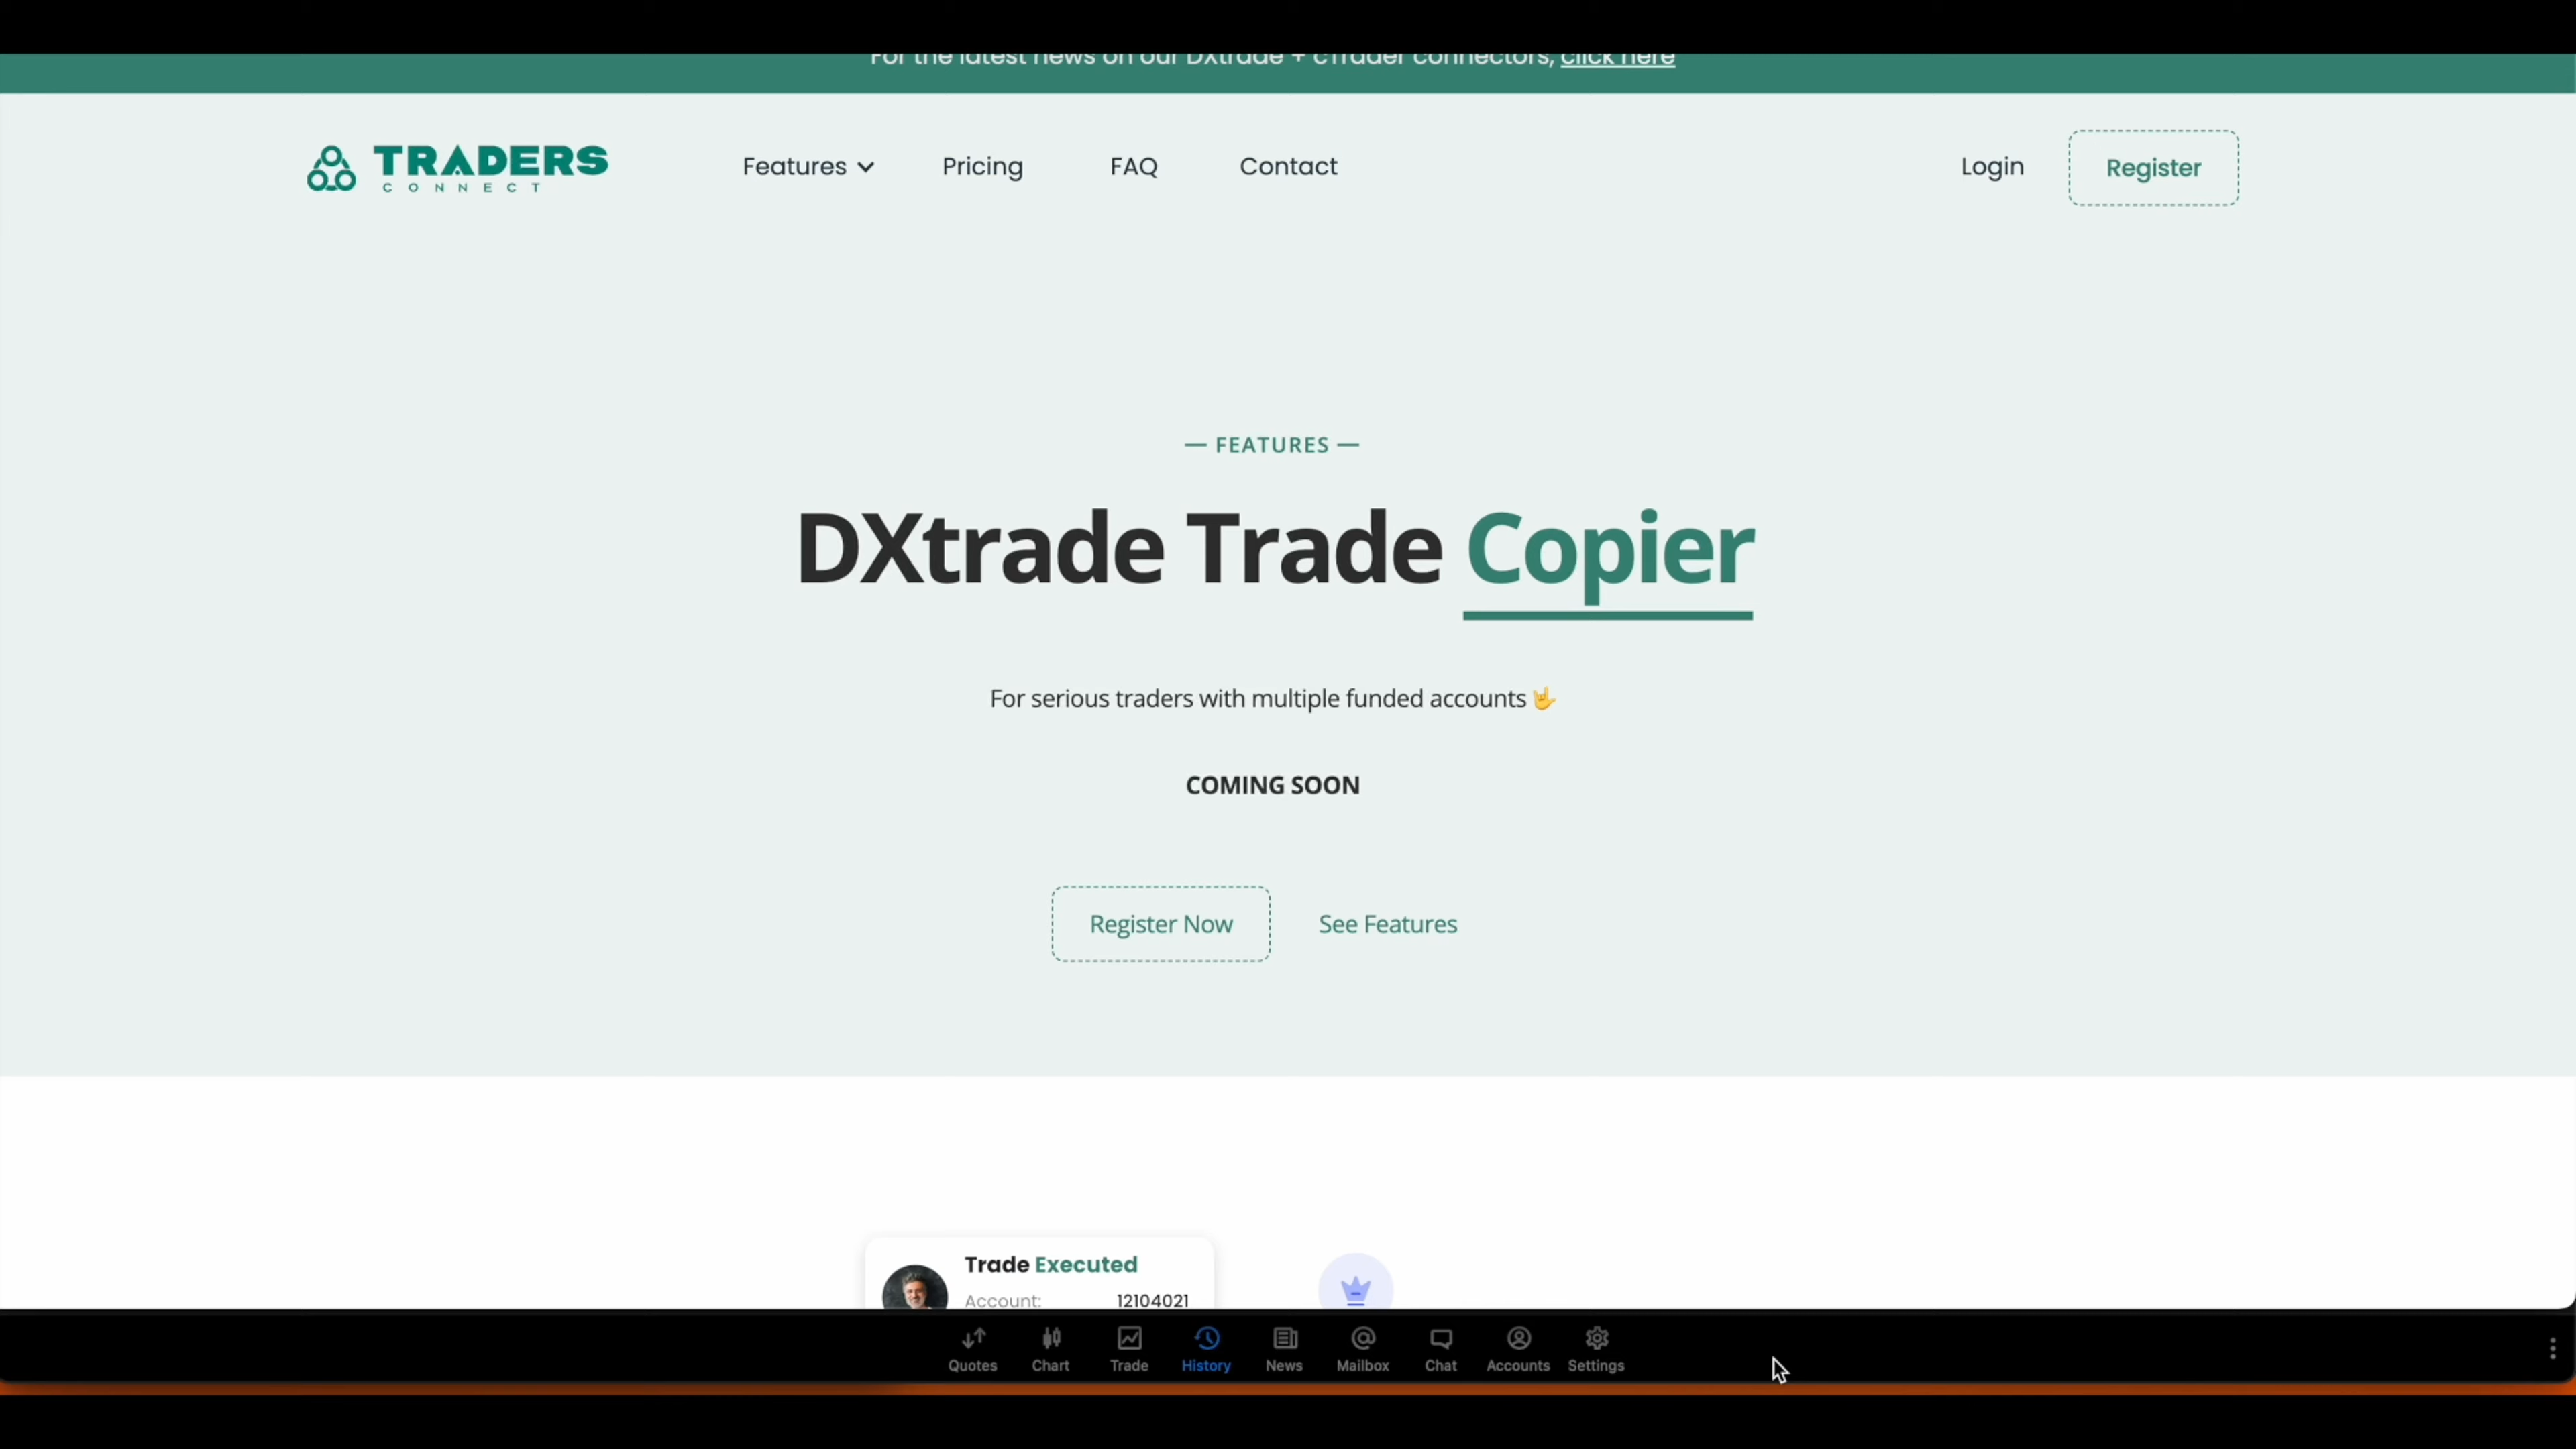 For the latest news on our DXtrade + cTrader connectors, click here
TRADERS
CONNECT
Features
Pricing
FAQ
Contact
Login
Register
— FEATURES —
DXtrade Trade Copier
For serious traders with multiple funded accounts
COMING SOON
Register Now
See Features
Trade Executed
Account: 12104021
Quotes
Chart
Trade
History
News
Mailbox
Chat
Accounts
Settings